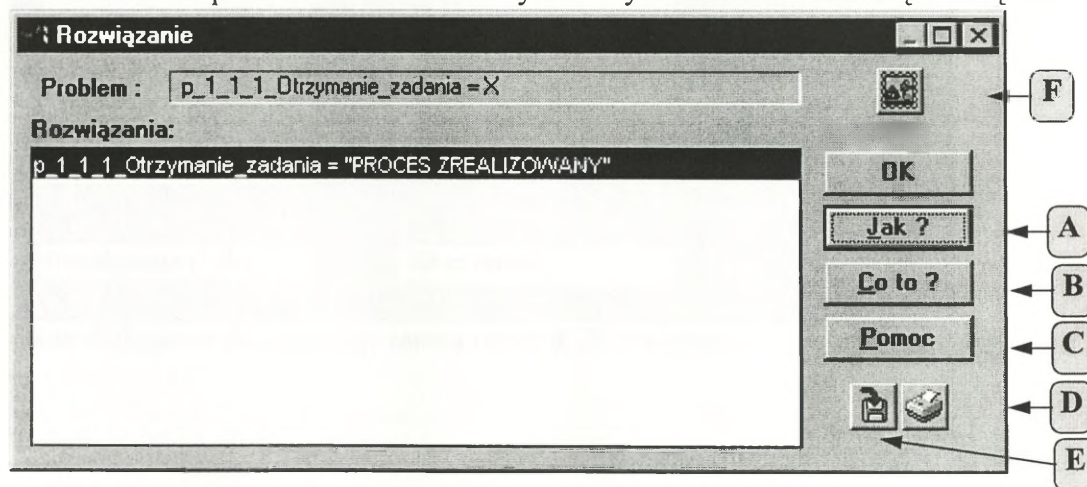 Rozwiązanie
Problem : p_1_1_1_Otrzymanie_zadania = X
F
Rozwiązania:
p_1_1_1_Otrzymanie_zadania = "PROCES ZREALIZOWANY"
OK
Jak ?
A
Co to ?
B
Pomoc
C
D
E